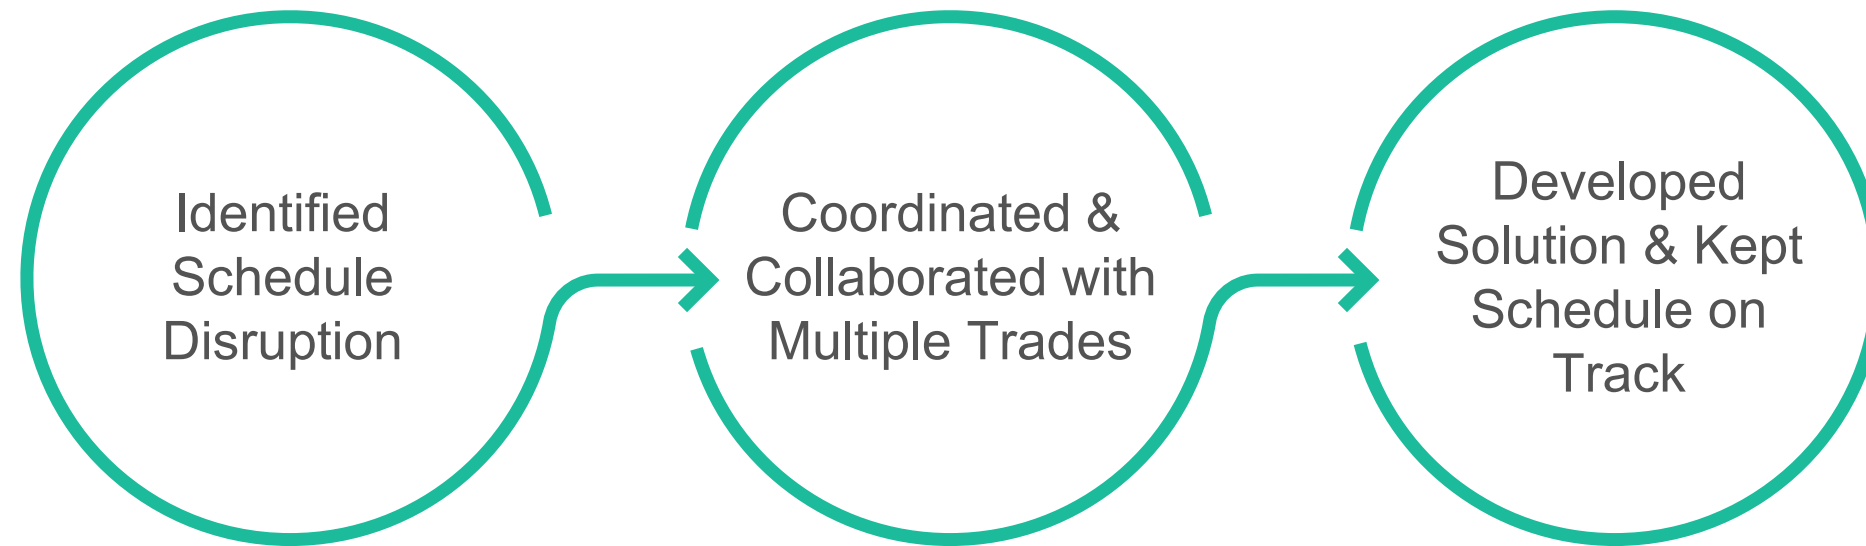 Identified
Schedule
Disruption
Coordinated &
Collaborated with
Multiple Trades
Developed
Solution & Kept
Schedule on
Track